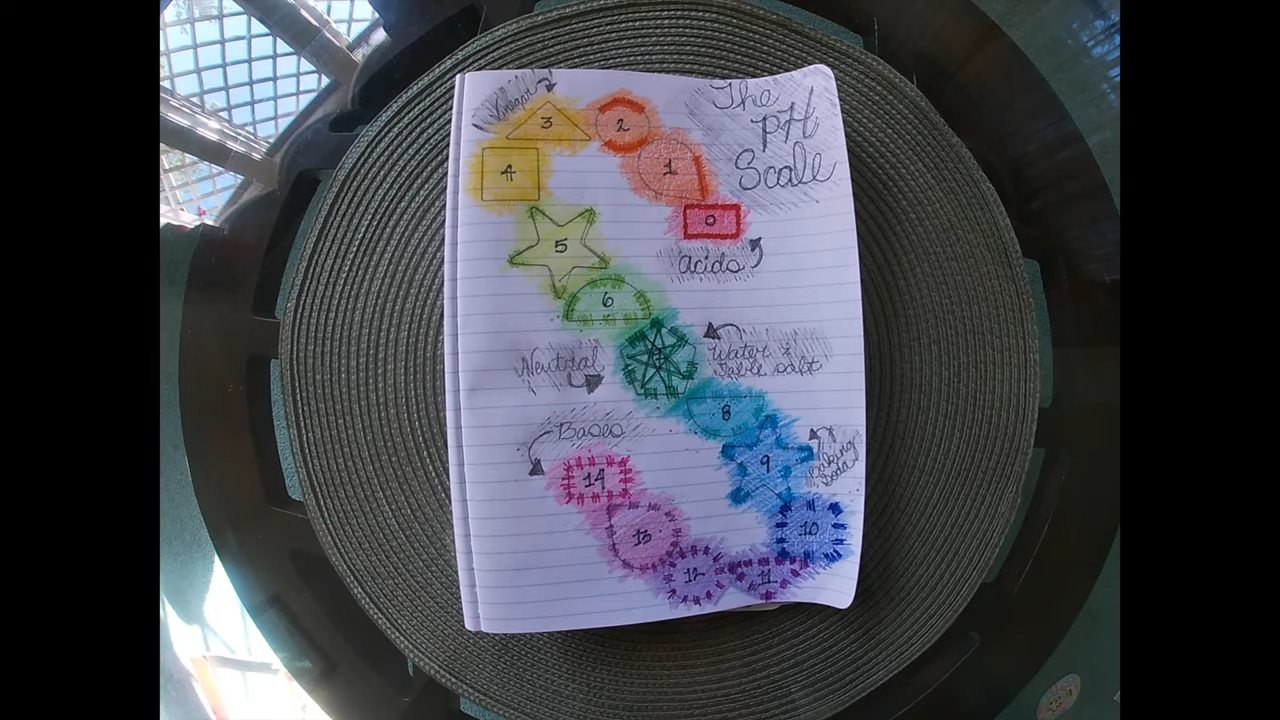 The
pH
Scale
Vinegar
3
2
4
1
0
Acids
5
6
Neutral
7
Water &
Table salt
8
Bases
9
Baking
Soda
14
10
13
12
11